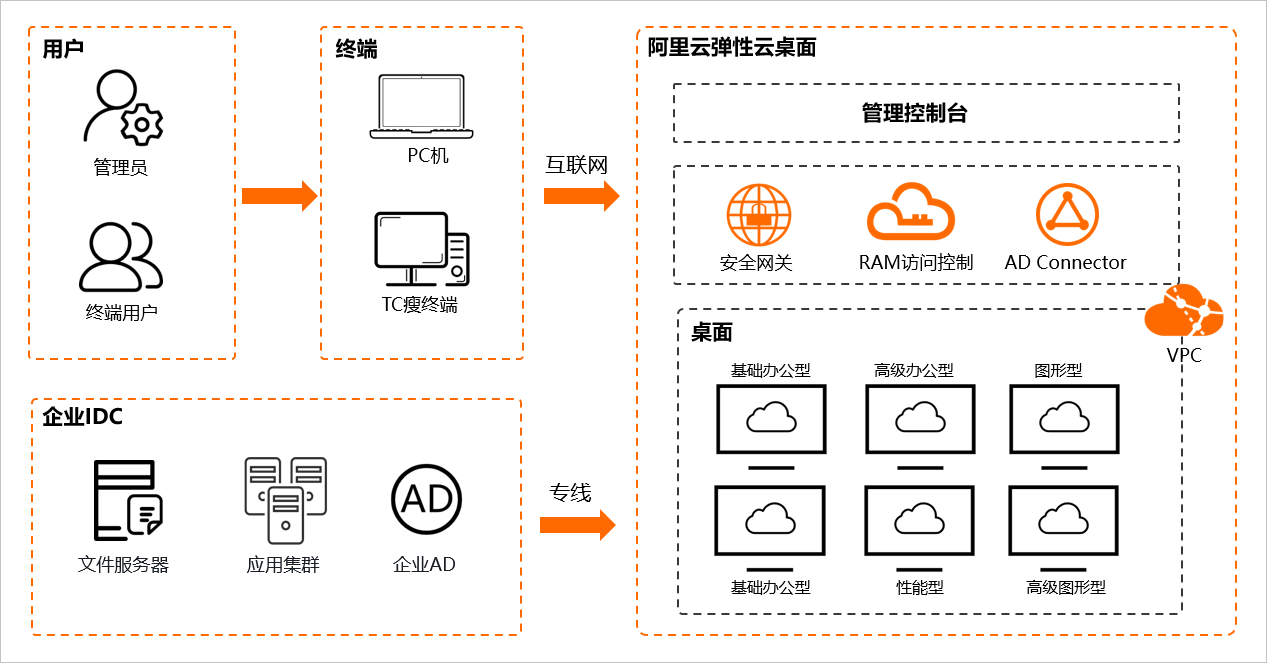 用户
管理员
终端用户
终端
PC机
TC瘦终端
互联网
企业IDC
文件服务器
应用集群
企业AD
AD
专线
阿里云弹性云桌面
管理控制台
安全网关
RAM访问控制
AD Connector
VPC
桌面
基础办公型
高级办公型
图形型
基础办公型
性能型
高级图形型